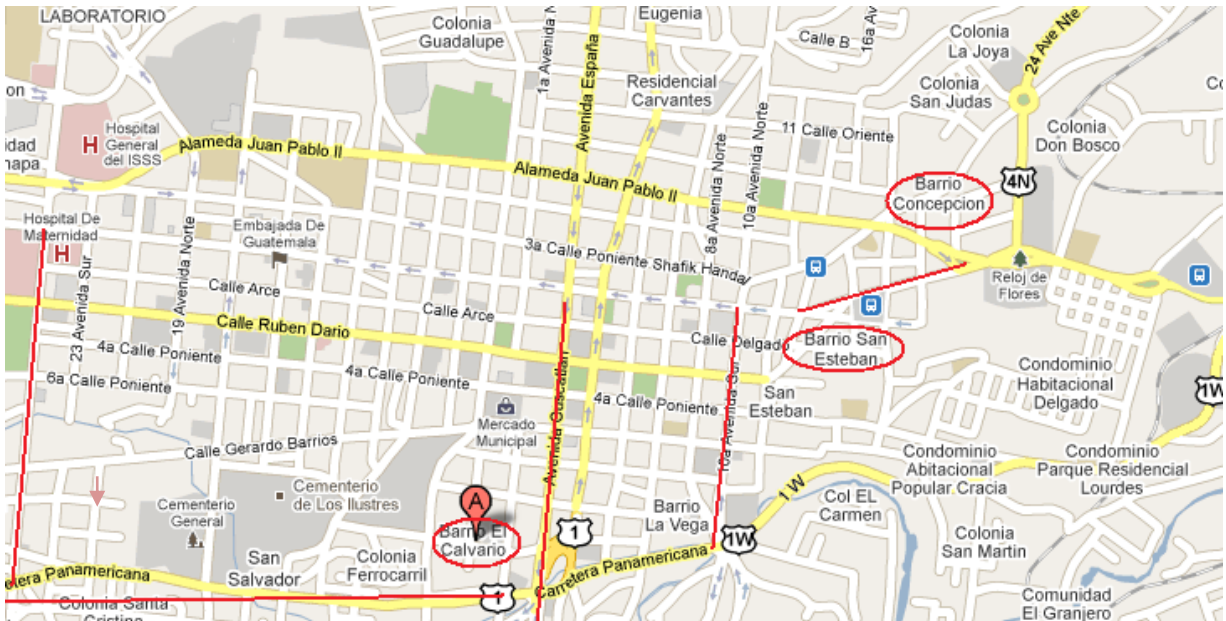 LABORATORIO
Colonia
Guadalupe
1a Avenida Norte
Avenida España
Eugenia
Residencial
Carvantes
Calle B
16a Av
Colonia
La Joya
24 Ave Nte
Colonia
San Judas
Colonia
Don Bosco
on
idad
napa
H
Hospital
General
del ISSS
Alameda Juan Pablo II
Alameda Juan Pablo II
8a Avenida Norte
10a Avenida Norte
11 Calle Oriente
Barrio
Concepcion
4N
Hospital De
Maternidad
H
23 Avenida Sur
19 Avenida Norte
Embajada De
Guatemala
3a Calle Poniente Shafik Handal
Reloj de
Flores
Calle Arce
Calle Arce
Calle Ruben Dario
Calle Delgado
Barrio San
Esteban
4a Calle Poniente
6a Calle Poniente
4a Calle Poniente
4a Calle Poniente
San
Esteban
Condominio
Habitacional
Delgado
1W
Mercado
Municipal
Avenida Cuscatlan
10a Avenida Sur
Calle Gerardo Barrios
Cementerio
de Los Ilustres
Cementerio
General
A
Barrio El
Calvario
1
Barrio
La Vega
1W
1W
Condominio
Abitacional
Popular Cracia
Condominio
Parque Residencial
Lourdes
Col EL
Carmen
Colonia
San Martin
San
Salvador
Colonia
Ferrocarril
etera Panamericana
1
Carretera Panamericana
Colonia Santa
Cristina
Comunidad
El Granjero